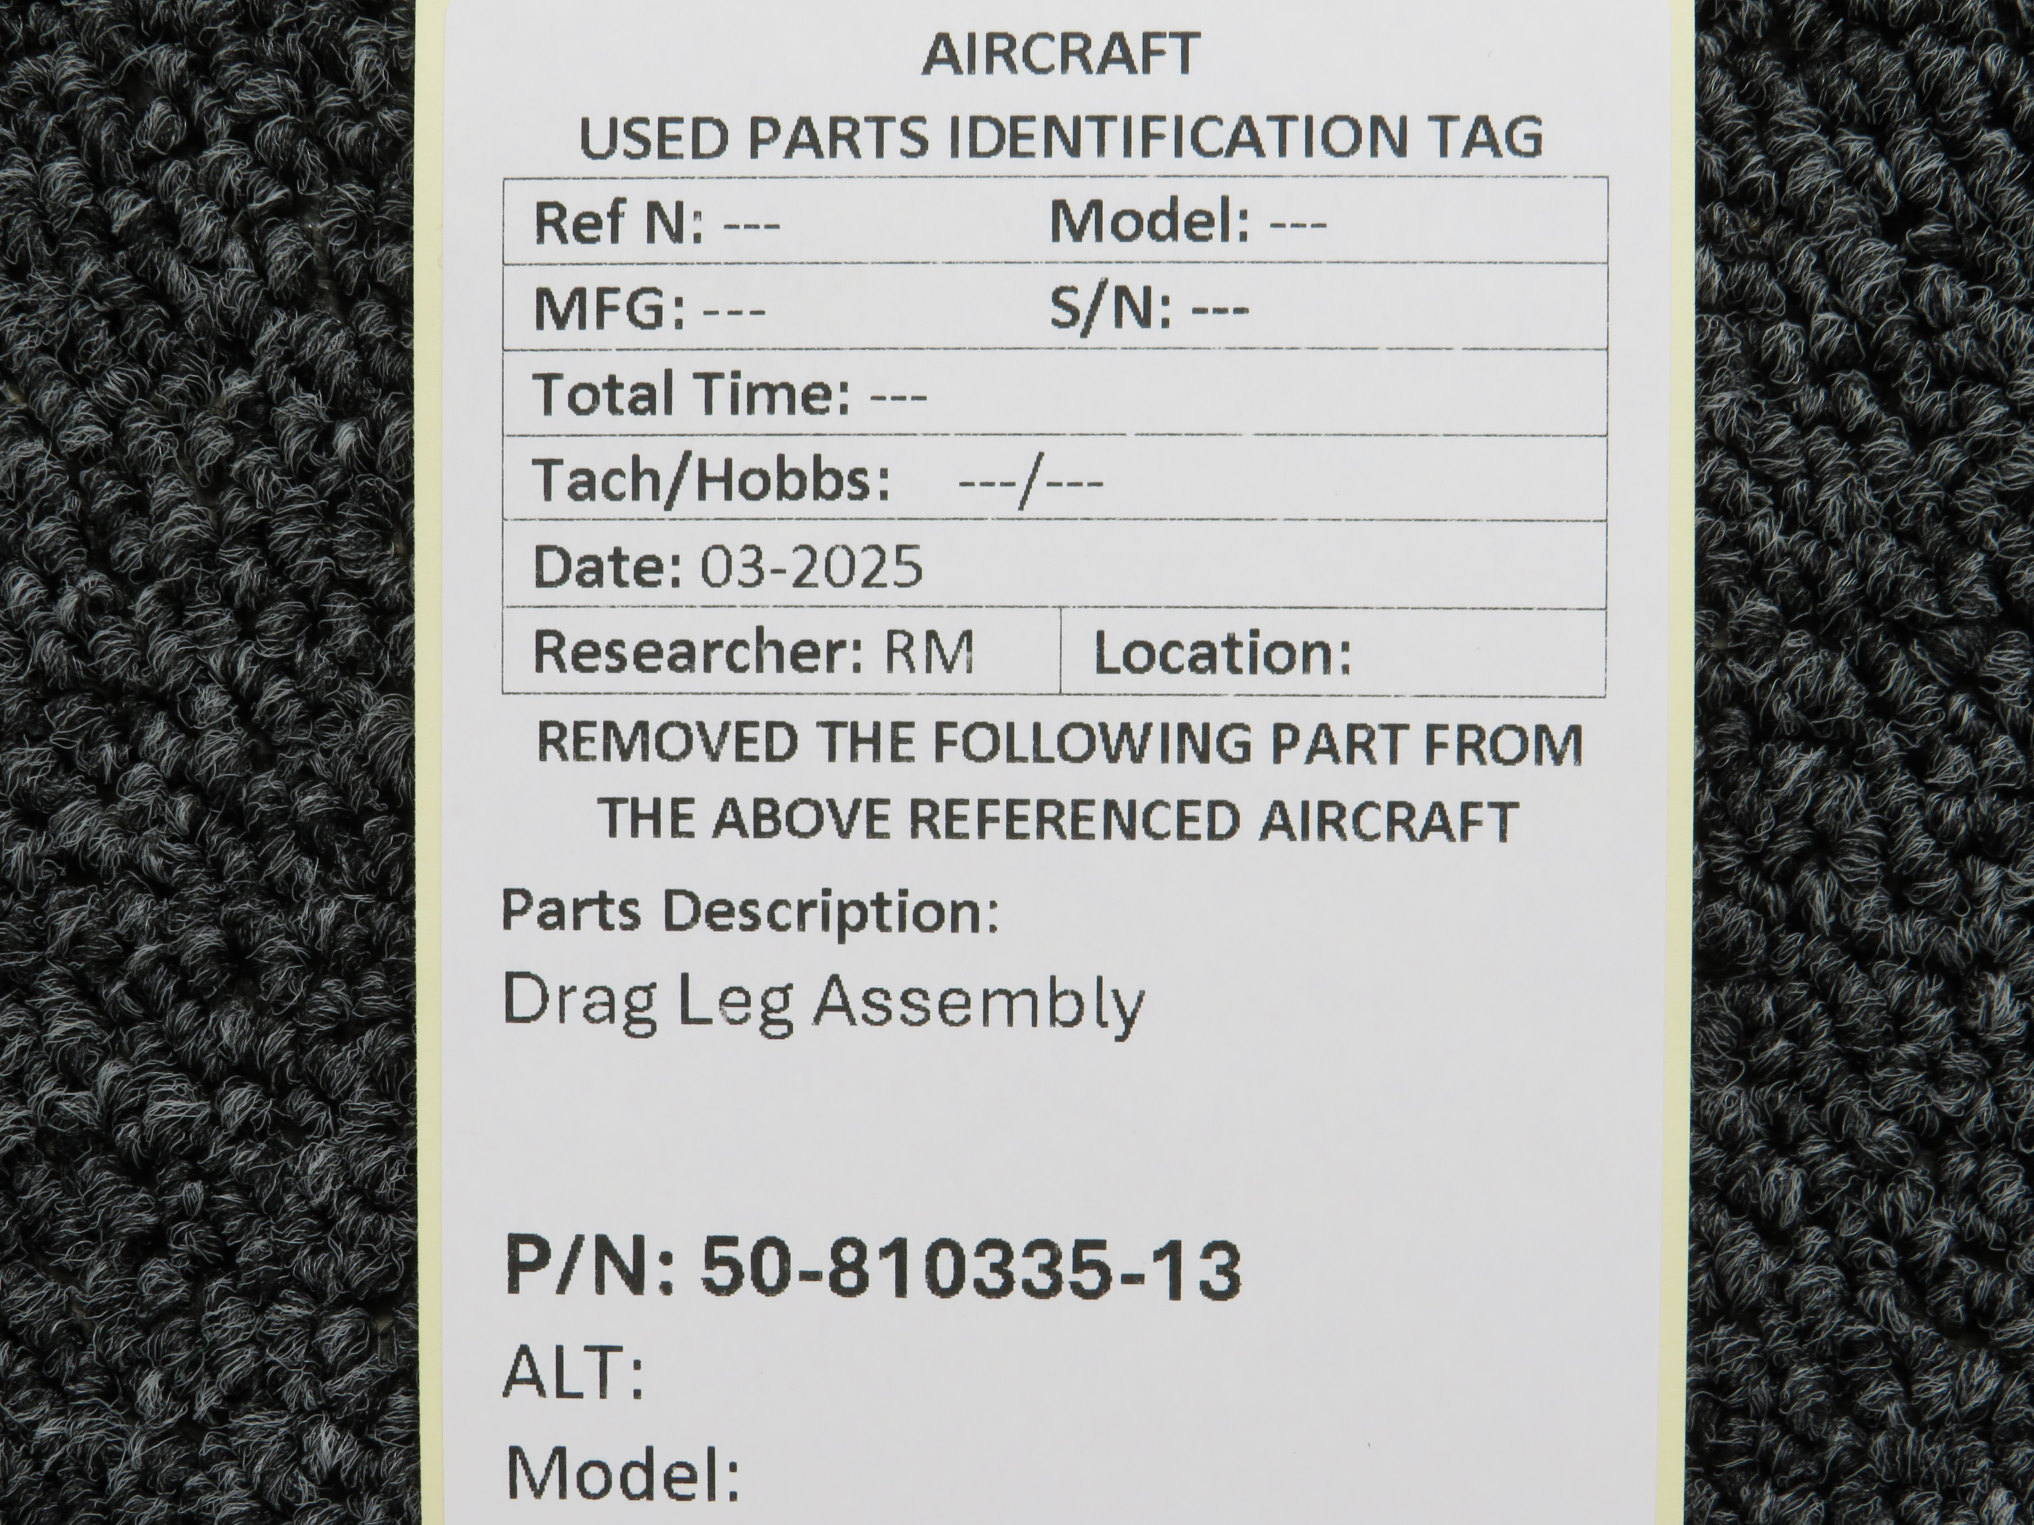 AIRCRAFT
USED PARTS IDENTIFICATION TAG
Ref N: --- Model: ---
MFG: --- S/N: ---
Total Time: ---
Tach/Hobbs: ---/---
Date: 03-2025
Researcher: RM Location:
REMOVED THE FOLLOWING PART FROM
THE ABOVE REFERENCED AIRCRAFT
Parts Description:
Drag Leg Assembly
P/N: 50-810335-13
ALT:
Model: